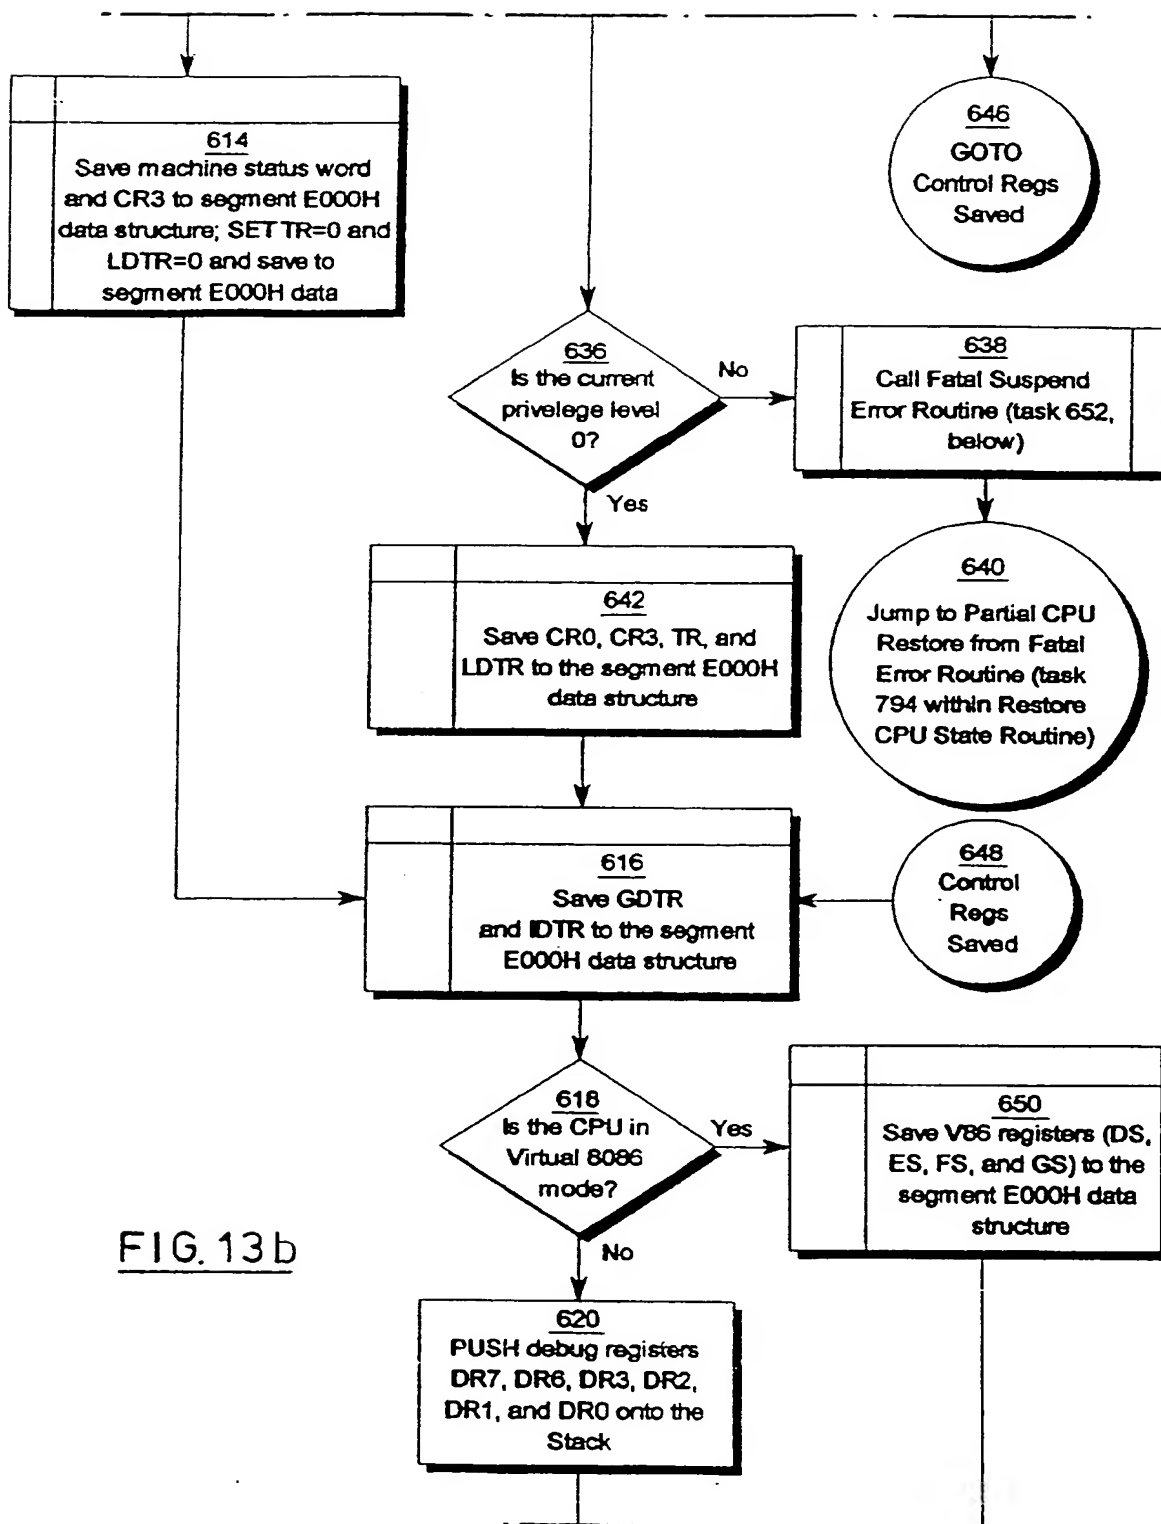 614
Save machine status word
and CR3 to segment E000H
data structure; SET TR=0 and
LDTR=0 and save to
segment E000H data
646
GOTO
Control Regs
Saved
636
Is the current
privelege level
0?
No
Yes
638
Call Fatal Suspend
Error Routine (task 652,
below)
640
Jump to Partial CPU
Restore from Fatal
Error Routine (task
794 within Restore
CPU State Routine)
642
Save CR0, CR3, TR, and
LDTR to the segment E000H
data structure
616
Save GDTR
and IDTR to the segment
E000H data structure
648
Control
Regs
Saved
618
Is the CPU in
Virtual 8086
mode?
Yes
No
650
Save V86 registers (DS,
ES, FS, and GS) to the
segment E000H data
structure
FIG. 13b
620
PUSH debug registers
DR7, DR6, DR3, DR2,
DR1, and DR0 onto the
Stack